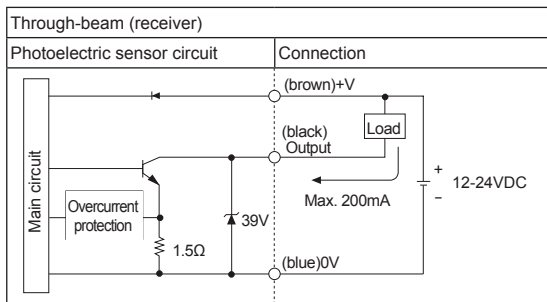 Through-beam (receiver)
Photoelectric sensor circuit
Connection
(brown)+V
(black)
Output
Load
Main circuit
Overcurrent
protection
39V
1.5Ω
Max. 200mA
+
12-24VDC
−
(blue)0V